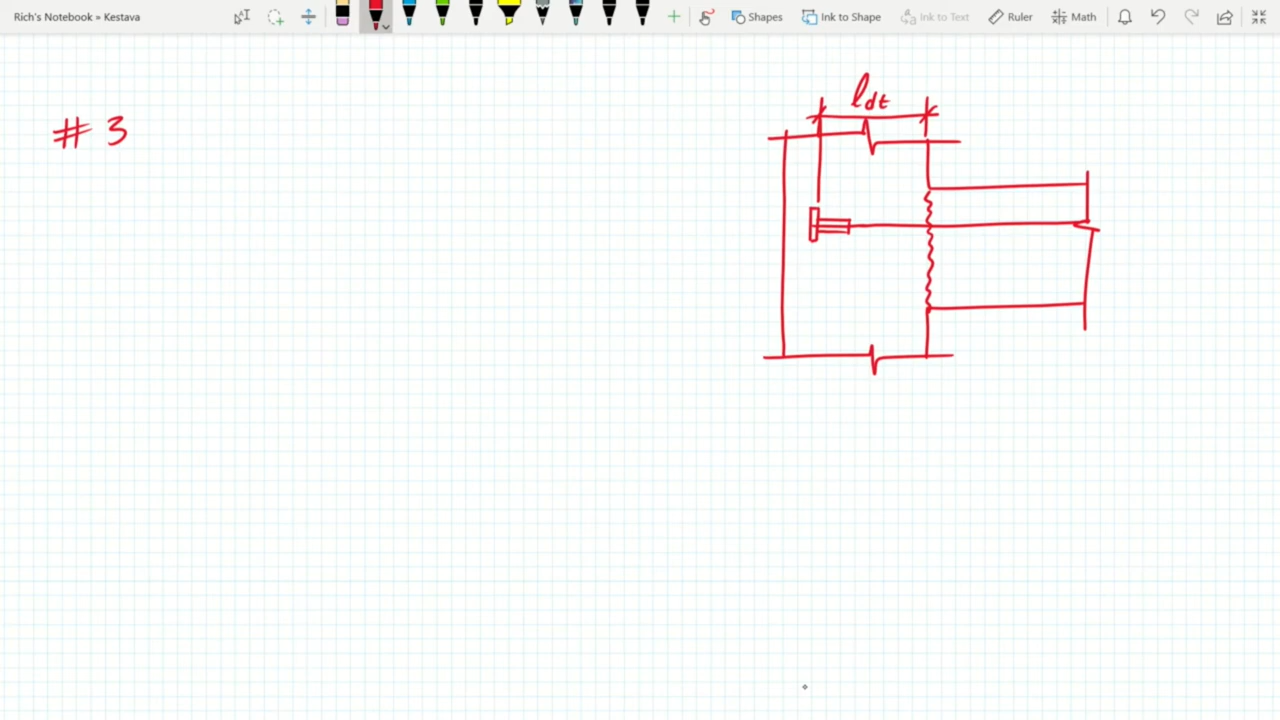 Rich's Notebook » Kestava
Shapes
Ink to Shape
Ink to Text
Ruler
Math
ldt
# 3